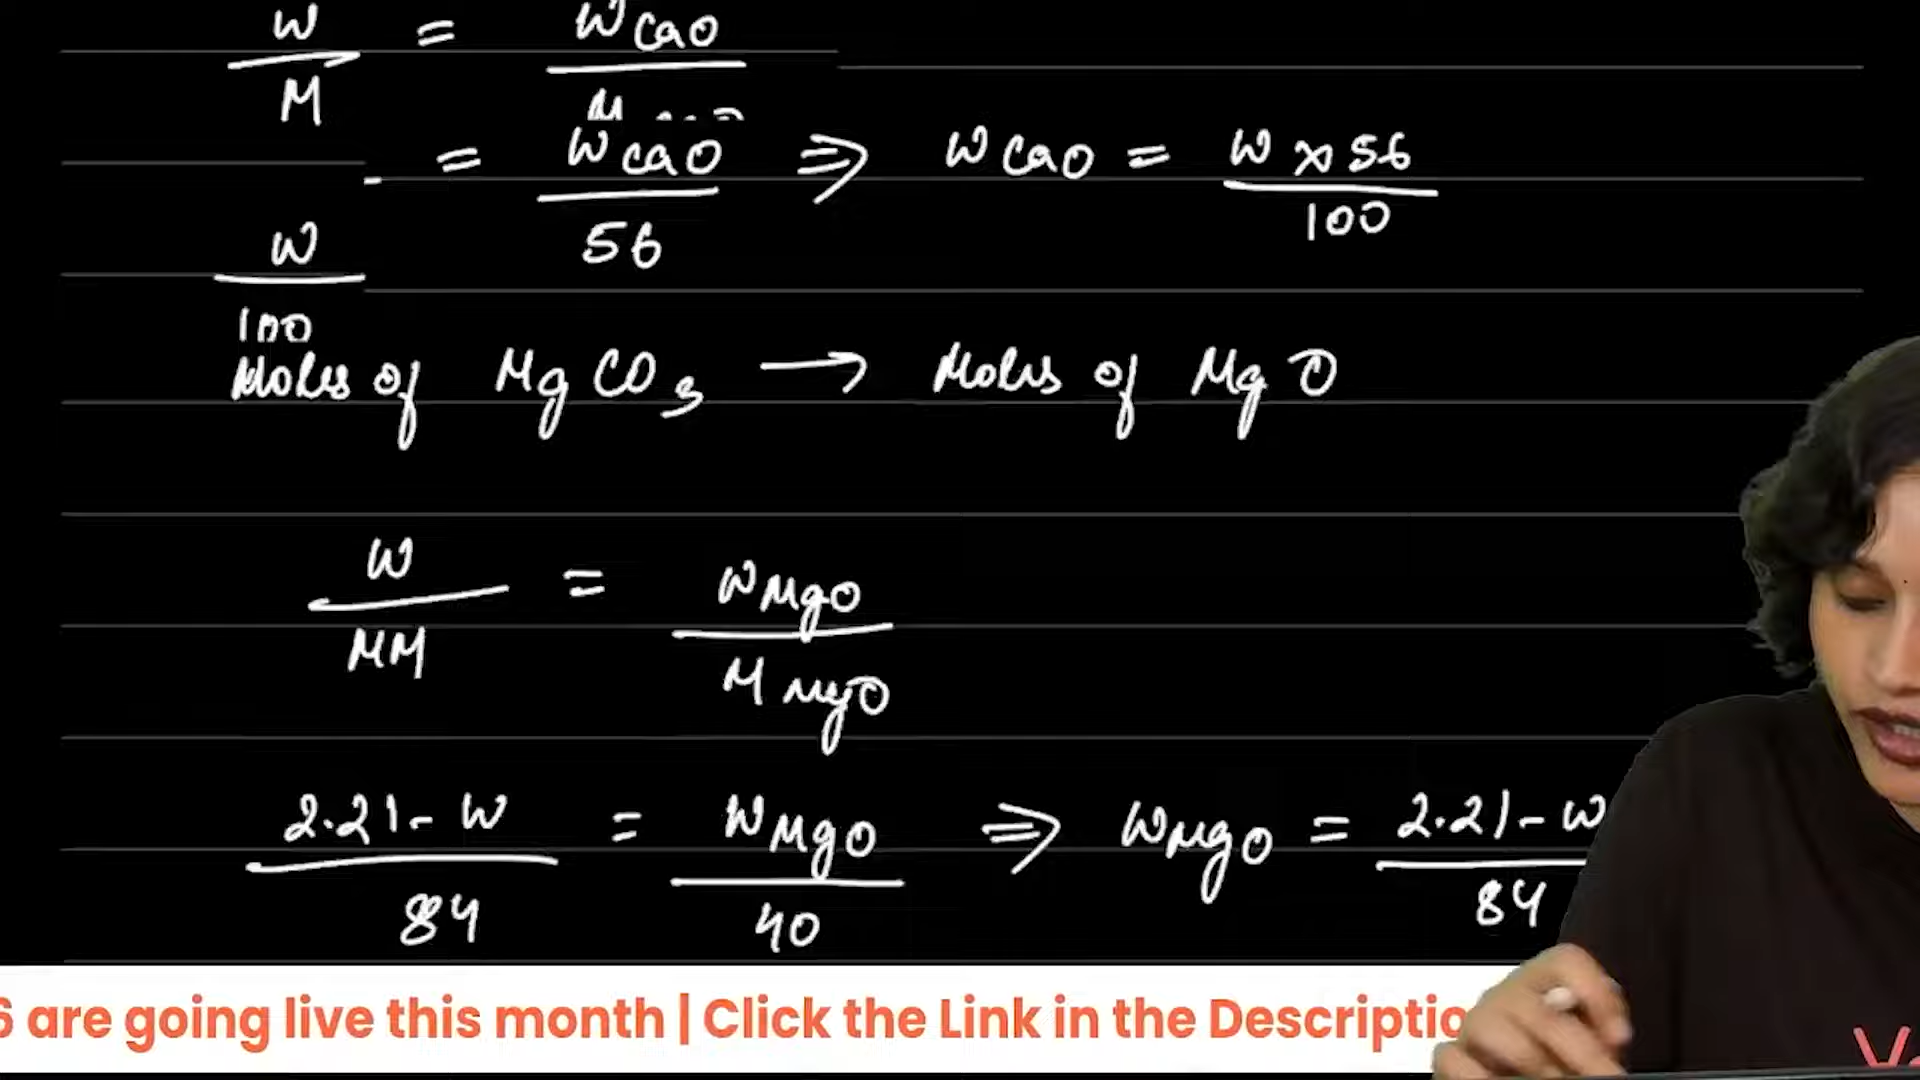 W/M = WCaO/M
W/100 = WCaO/56 ⇒ WCaO = W×56/100
Moles of MgCO₃ → Moles of MgO
W/MM = WMgO/MMgO
2.21-W/84 = WMgO/40 ⇒ WMgO = 2.21-W/84
6 are going live this month | Click the Link in the Descriptio